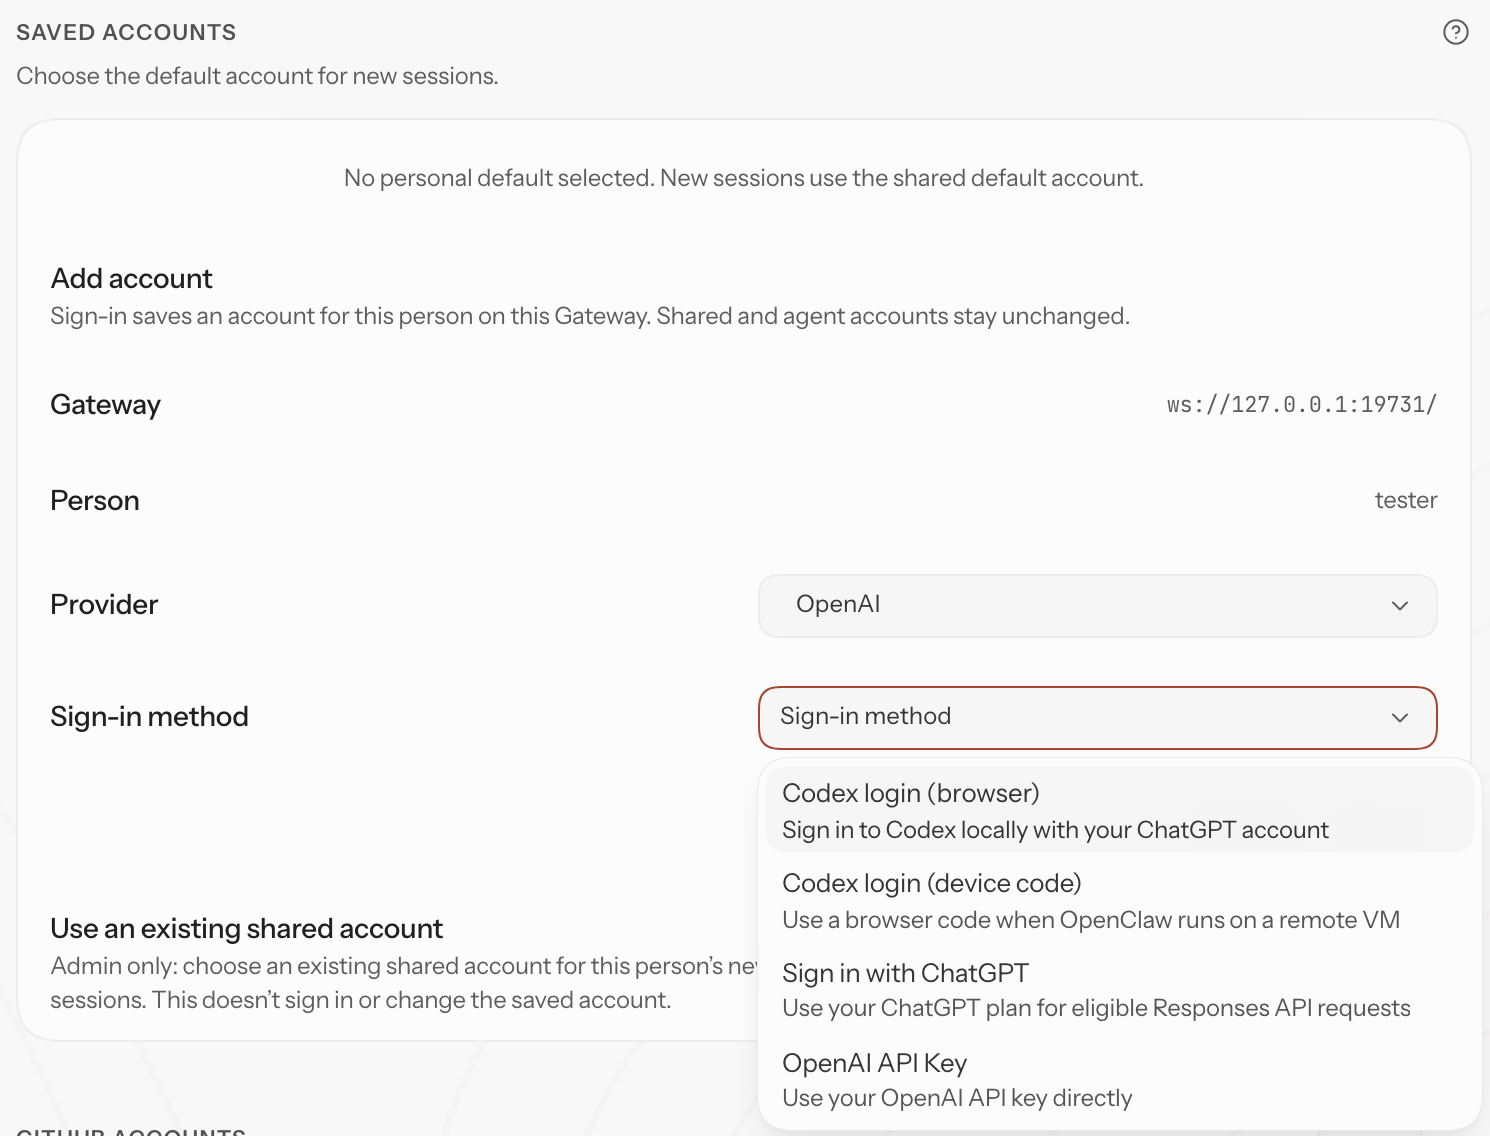 SAVED ACCOUNTS
Choose the default account for new sessions.
No personal default selected. New sessions use the shared default account.
Add account
Sign-in saves an account for this person on this Gateway. Shared and agent accounts stay unchanged.
Gateway
ws://127.0.0.1:19731/
Person
tester
Provider
OpenAI
Sign-in method
Sign-in method
Codex login (browser)
Sign in to Codex locally with your ChatGPT account
Codex login (device code)
Use a browser code when OpenClaw runs on a remote VM
Sign in with ChatGPT
Use your ChatGPT plan for eligible Responses API requests
OpenAI API Key
Use your OpenAI API key directly
Use an existing shared account
Admin only: choose an existing shared account for this person’s
sessions. This doesn’t sign in or change the saved account.
GITHUB ACCOUNTS